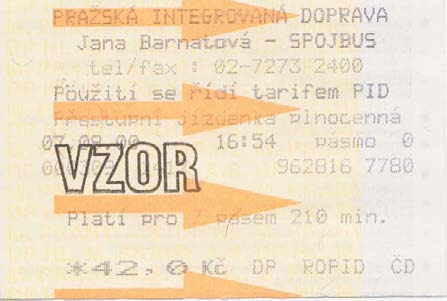 PRAŽSKÁ INTEGROVANÁ DOPRAVA
Jana Barnatová - SPOJBUS
tel/fax : 02-7273 2400
Použití se řídí tarifem PID
Přestupní jízdenka plnocenná
07.09.00 16:54 pásmo 0
962816 7780
VZOR
Platí pro 7 pásem 210 min.
*42,0 Kč DP ROPID ČD